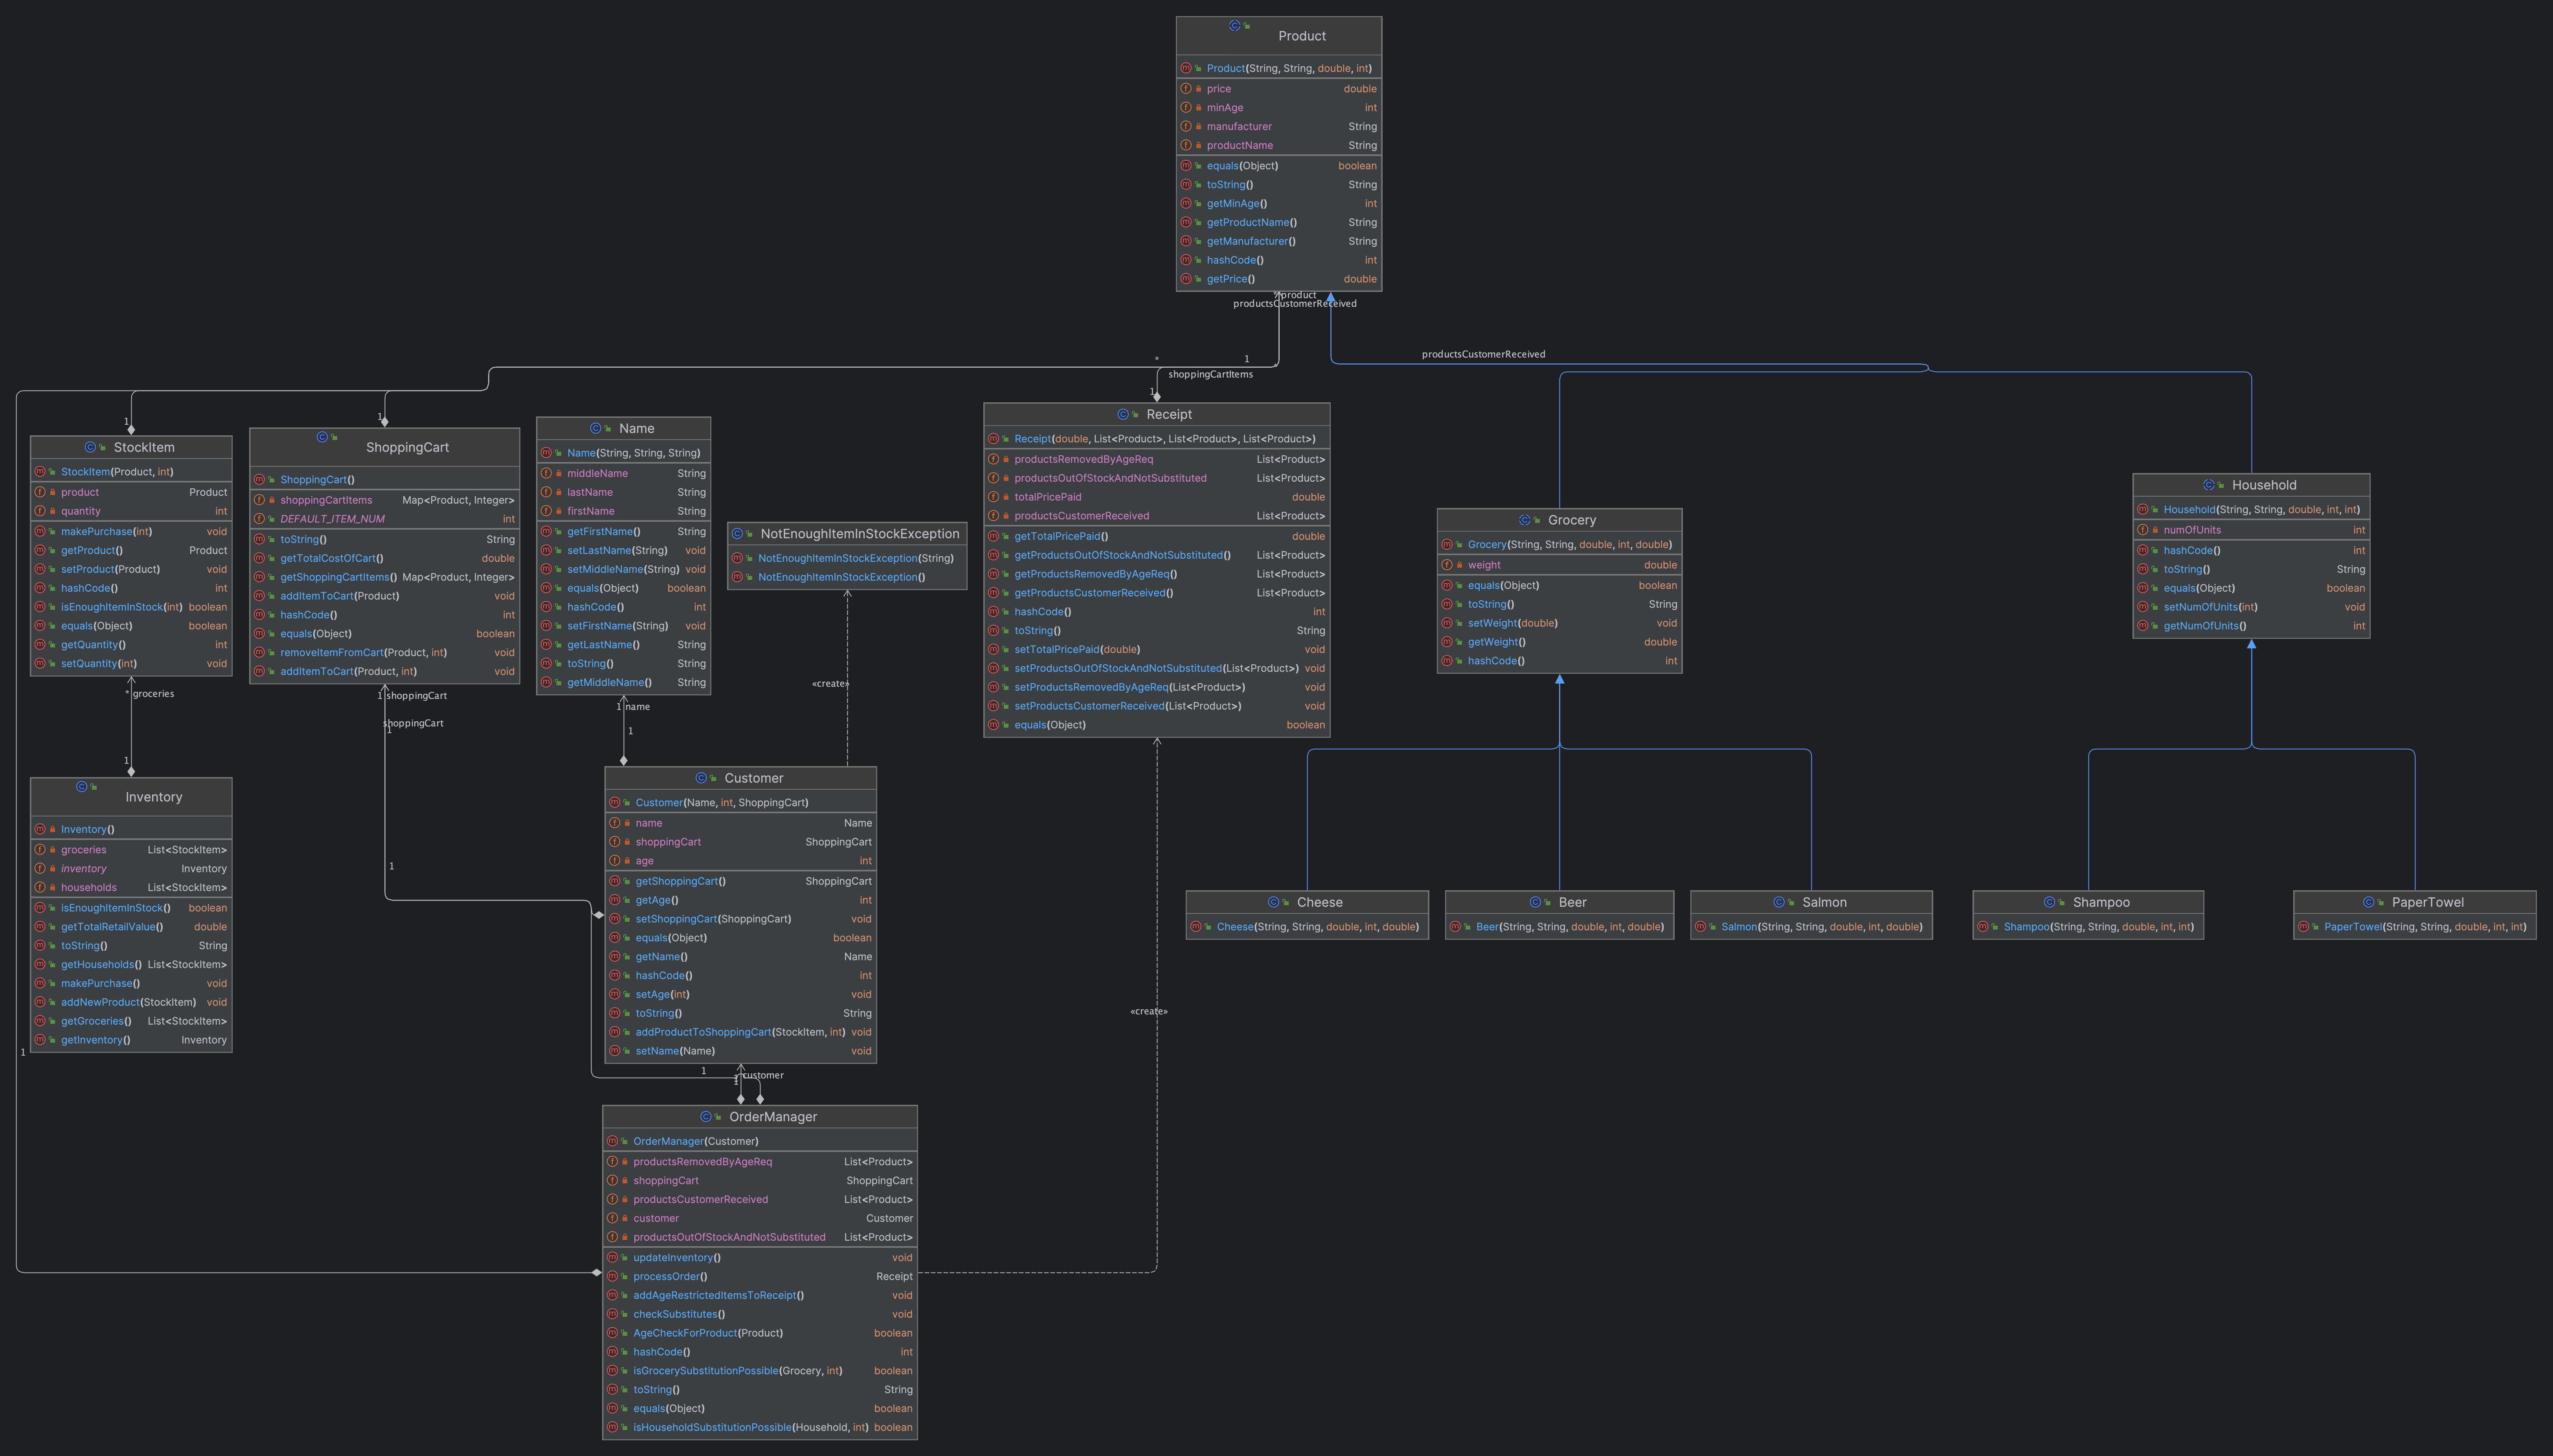 Product
Product(String, String, double, int)
price double
minAge int
manufacturer String
productName String
equals(Object) boolean
toString() String
getMinAge() int
getProductName() String
getManufacturer() String
hashCode() int
getPrice() double
product
productsCustomerReceived
productsCustomerReceived
* 1
shoppingCartItems
1
1
1
StockItem
StockItem(Product, int)
product Product
quantity int
makePurchase(int) void
getProduct() Product
setProduct(Product) void
hashCode() int
isEnoughItemInStock(int) boolean
equals(Object) boolean
getQuantity() int
setQuantity(int) void
* groceries
1
ShoppingCart
ShoppingCart()
shoppingCartItems Map<Product, Integer>
DEFAULT_ITEM_NUM int
toString() String
getTotalCostOfCart() double
getShoppingCartItems() Map<Product, Integer>
addItemToCart(Product) void
hashCode() int
equals(Object) boolean
removeItemFromCart(Product, int) void
addItemToCart(Product, int) void
1 shoppingCart
shoppingCart
1
1
Name
Name(String, String, String)
middleName String
lastName String
firstName String
getFirstName() String
setLastName(String) void
setMiddleName(String) void
equals(Object) boolean
hashCode() int
setFirstName(String) void
getLastName() String
toString() String
getMiddleName() String
1 name
1
NotEnoughItemInStockException
NotEnoughItemInStockException(String)
NotEnoughItemInStockException()
«create»
Receipt
Receipt(double, List<Product>, List<Product>, List<Product>)
productsRemovedByAgeReq List<Product>
productsOutOfStockAndNotSubstituted List<Product>
totalPricePaid double
productsCustomerReceived List<Product>
getTotalPricePaid() double
getProductsOutOfStockAndNotSubstituted() List<Product>
getProductsRemovedByAgeReq() List<Product>
getProductsCustomerReceived() List<Product>
hashCode() int
toString() String
setTotalPricePaid(double) void
setProductsOutOfStockAndNotSubstituted(List<Product>) void
setProductsRemovedByAgeReq(List<Product>) void
setProductsCustomerReceived(List<Product>) void
equals(Object) boolean
Grocery
Grocery(String, String, double, int, double)
weight double
equals(Object) boolean
toString() String
setWeight(double) void
getWeight() double
hashCode() int
Household
Household(String, String, double, int, int)
numOfUnits int
hashCode() int
toString() String
equals(Object) boolean
setNumOfUnits(int) void
getNumOfUnits() int
Inventory
Inventory()
groceries List<StockItem>
inventory Inventory
households List<StockItem>
isEnoughItemInStock() boolean
getTotalRetailValue() double
toString() String
getHouseholds() List<StockItem>
makePurchase() void
addNewProduct(StockItem) void
getGroceries() List<StockItem>
getInventory() Inventory
1
Customer
Customer(Name, int, ShoppingCart)
name Name
shoppingCart ShoppingCart
age int
getShoppingCart() ShoppingCart
getAge() int
setShoppingCart(ShoppingCart) void
equals(Object) boolean
getName() Name
hashCode() int
setAge(int) void
toString() String
addProductToShoppingCart(StockItem, int) void
setName(Name) void
1
1 customer
1
Cheese
Cheese(String, String, double, int, double)
Beer
Beer(String, String, double, int, double)
Salmon
Salmon(String, String, double, int, double)
Shampoo
Shampoo(String, String, double, int, int)
PaperTowel
PaperTowel(String, String, double, int, int)
«create»
OrderManager
OrderManager(Customer)
productsRemovedByAgeReq List<Product>
shoppingCart ShoppingCart
productsCustomerReceived List<Product>
customer Customer
productsOutOfStockAndNotSubstituted List<Product>
updateInventory() void
processOrder() Receipt
addAgeRestrictedItemsToReceipt() void
checkSubstitutes() void
AgeCheckForProduct(Product) boolean
hashCode() int
isGrocerySubstitutionPossible(Grocery, int) boolean
toString() String
equals(Object) boolean
isHouseholdSubstitutionPossible(Household, int) boolean